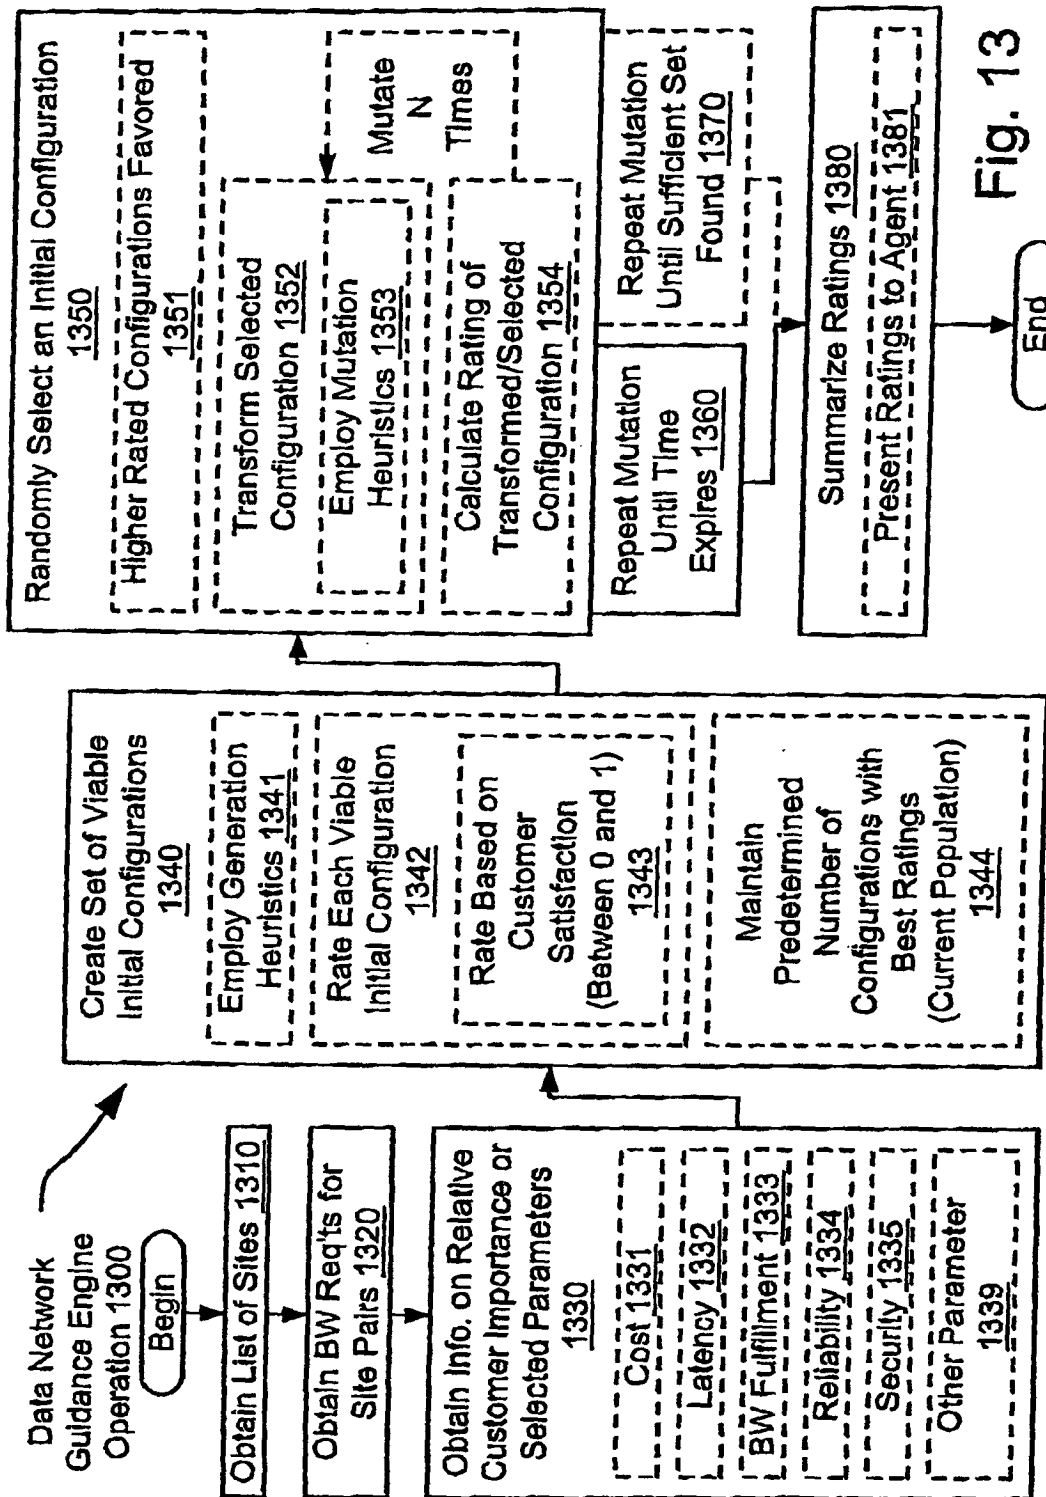 Data Network
Guidance Engine
Operation 1300
Begin
Obtain List of Sites 1310
Obtain BW Req'ts for
Site Pairs 1320
Obtain Info. on Relative
Customer Importance or
Selected Parameters
1330
Cost 1331
Latency 1332
BW Fulfillment 1333
Reliability 1334
Security 1335
Other Parameter
1339
Create Set of Viable
Initial Configurations
1340
Employ Generation
Heuristics 1341
Rate Each Viable
Initial Configuration
1342
Rate Based on
Customer
Satisfaction
(Between 0 and 1)
1343
Maintain
Predetermined
Number of
Configurations with
Best Ratings
(Current Population)
1344
Randomly Select an Initial Configuration
1350
Higher Rated Configurations Favored
1351
Transform Selected
Configuration 1352
Employ Mutation
Heuristics 1353
Calculate Rating of
Transformed/Selected
Configuration 1354
Mutate
N
Times
Repeat Mutation
Until Time
Expires 1360
Repeat Mutation
Until Sufficient Set
Found 1370
Summarize Ratings 1380
Present Ratings to Agent 1381
End
Fig. 13